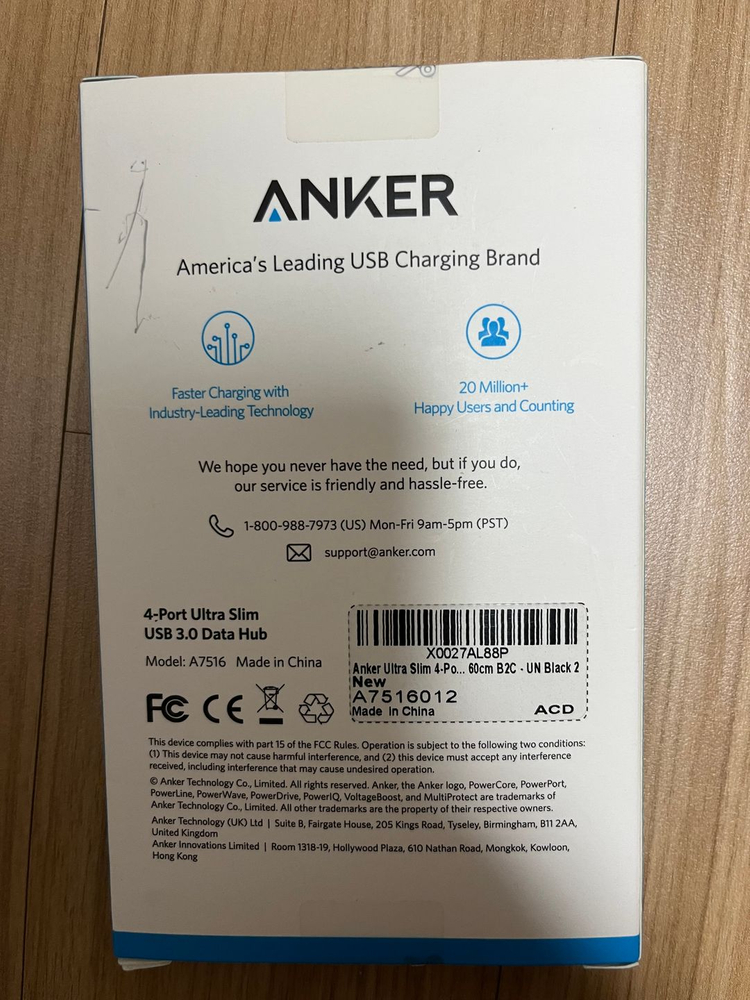 ANKER
America's Leading USB Charging Brand
Faster Charging with
Industry-Leading Technology
20 Million+
Happy Users and Counting
We hope you never have the need, but if you do,
our service is friendly and hassle-free.
1-800-988-7973 (US) Mon-Fri 9am-5pm (PST)
support@anker.com
4-Port Ultra Slim
USB 3.0 Data Hub
Model: A7516 Made in China
FC CE
X0027AL88P
Anker Ultra Slim 4-Po... 60cm B2C - UN Black 2
New
A7516012
Made in China
ACD
This device complies with part 15 of the FCC Rules. Operation is subject to the following two conditions:
(1) This device may not cause harmful interference, and (2) this device must accept any interference
received, including interference that may cause undesired operation.
© Anker Technology Co., Limited. All rights reserved. Anker, the Anker logo, PowerCore, PowerPort,
PowerLine, PowerWave, PowerDrive, PowerIQ, VoltageBoost, and MultiProtect are trademarks of
Anker Technology Co., Limited. All other trademarks are the property of their respective owners.
Anker Technology (UK) Ltd | Suite B, Fairgate House, 205 Kings Road, Tyseley, Birmingham, B11 2AA,
United Kingdom
Anker Innovations Limited | Room 1318-19, Hollywood Plaza, 610 Nathan Road, Mongkok, Kowloon,
Hong Kong